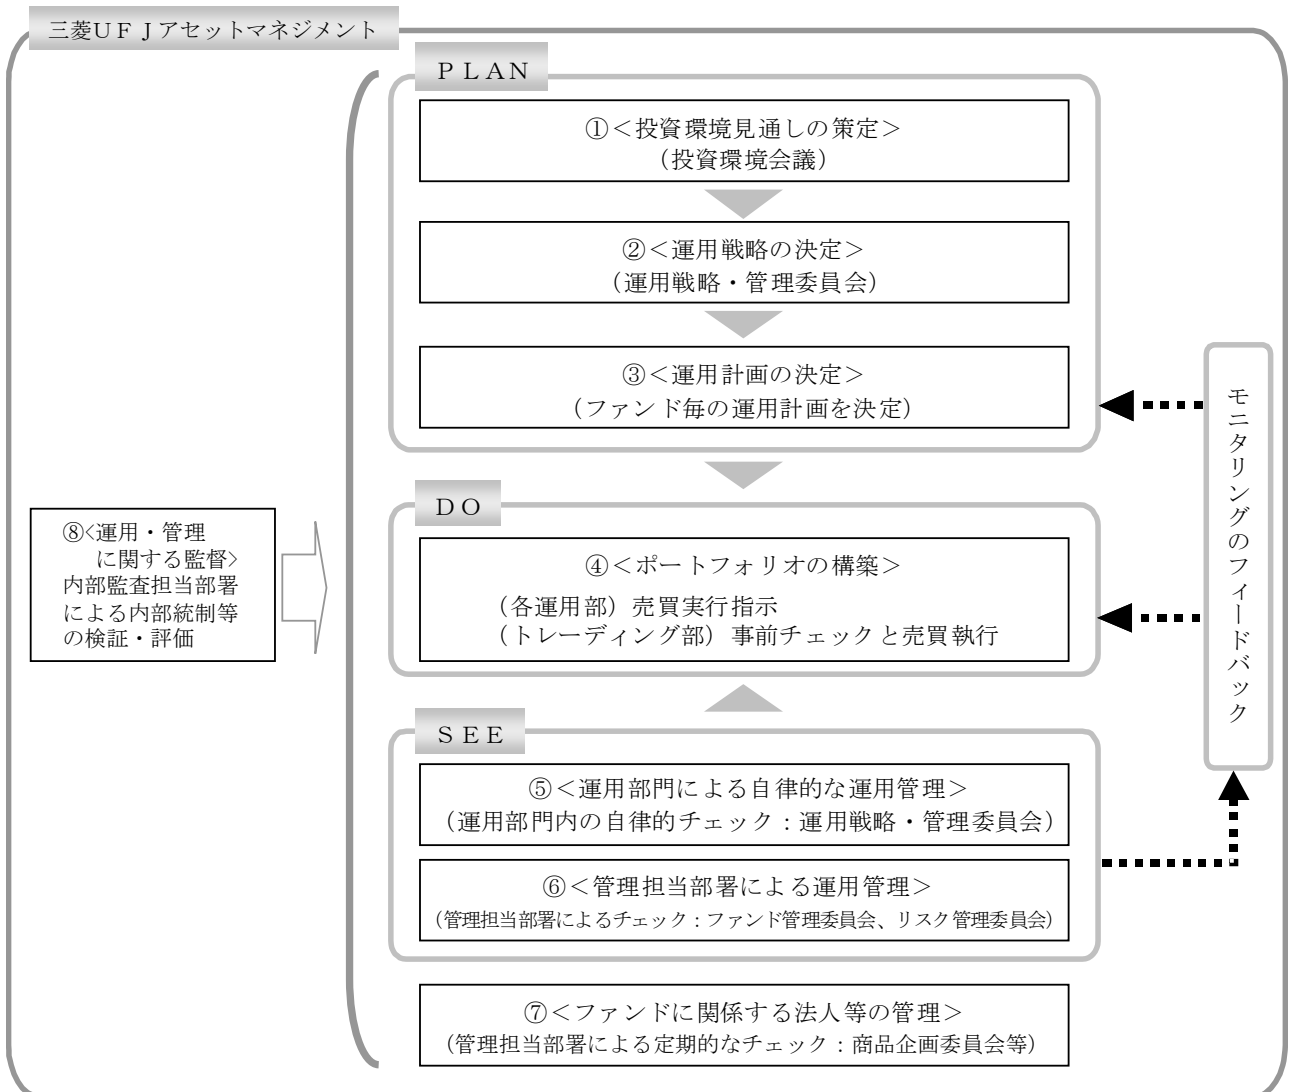 三菱ＵＦＪアセットマネジメント
ＰＬＡＮ
①＜投資環境見通しの策定＞
（投資環境会議）
②＜運用戦略の決定＞
（運用戦略・管理委員会）
③＜運用計画の決定＞
（ファンド毎の運用計画を決定）
ＤＯ
④＜ポートフォリオの構築＞
（各運用部）売買実行指示
（トレーディング部）事前チェックと売買執行
ＳＥＥ
⑤＜運用部門による自律的な運用管理＞
（運用部門内の自律的チェック：運用戦略・管理委員会）
⑥＜管理担当部署による運用管理＞
（管理担当部署によるチェック：ファンド管理委員会、リスク管理委員会）
⑦＜ファンドに関係する法人等の管理＞
（管理担当部署による定期的なチェック：商品企画委員会等）
⑧<運用・管理
に関する監督>
内部監査担当部署
による内部統制等
の検証・評価
モニタリングのフィードバック